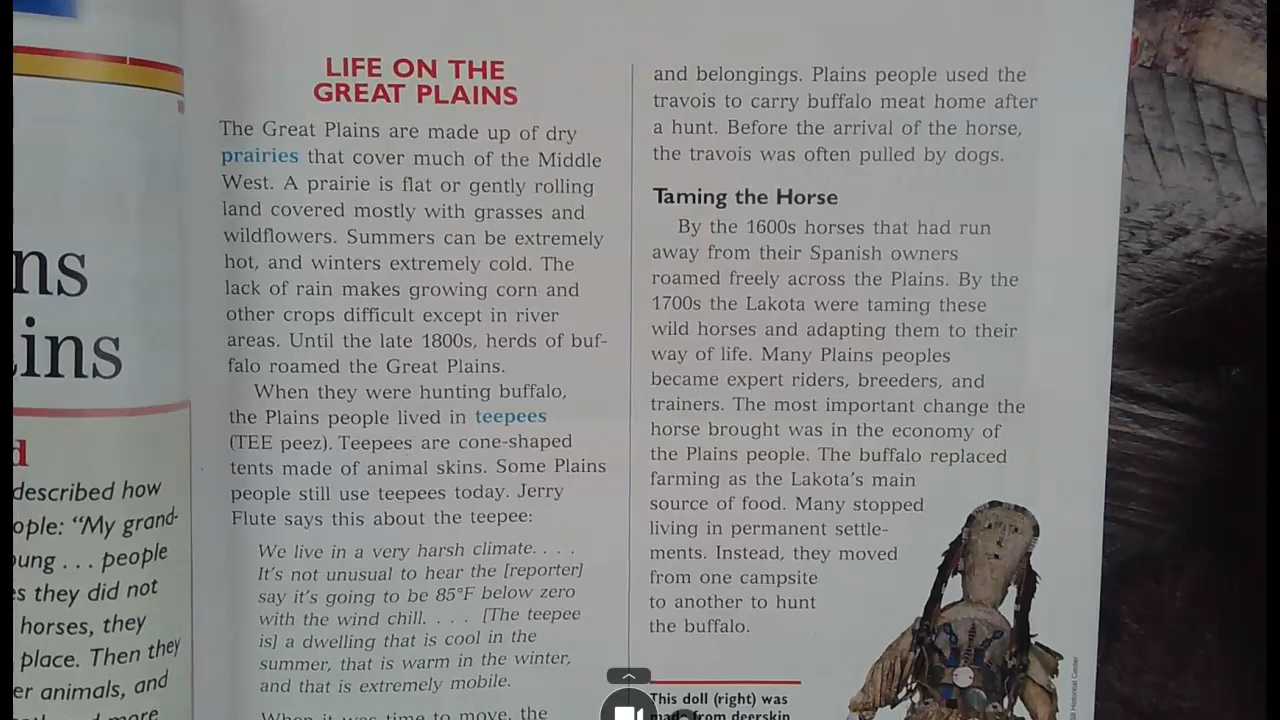 ns
ins
d
described how
ople: "My grand-
oung . . . people
s they did not
horses, they
place. Then they
er animals, and
more
LIFE ON THE
GREAT PLAINS
The Great Plains are made up of dry
prairies that cover much of the Middle
West. A prairie is flat or gently rolling
land covered mostly with grasses and
wildflowers. Summers can be extremely
hot, and winters extremely cold. The
lack of rain makes growing corn and
other crops difficult except in river
areas. Until the late 1800s, herds of buf-
falo roamed the Great Plains.
When they were hunting buffalo,
the Plains people lived in teepees
(TEE peez). Teepees are cone-shaped
tents made of animal skins. Some Plains
people still use teepees today. Jerry
Flute says this about the teepee:
We live in a very harsh climate. . . .
It's not unusual to hear the [reporter]
say it's going to be 85°F below zero
with the wind chill. . . . [The teepee
is] a dwelling that is cool in the
summer, that is warm in the winter,
and that is extremely mobile.
When it was time to move, the
and belongings. Plains people used the
travois to carry buffalo meat home after
a hunt. Before the arrival of the horse,
the travois was often pulled by dogs.
Taming the Horse
By the 1600s horses that had run
away from their Spanish owners
roamed freely across the Plains. By the
1700s the Lakota were taming these
wild horses and adapting them to their
way of life. Many Plains peoples
became expert riders, breeders, and
trainers. The most important change the
horse brought was in the economy of
the Plains people. The buffalo replaced
farming as the Lakota's main
source of food. Many stopped
living in permanent settle-
ments. Instead, they moved
from one campsite
to another to hunt
the buffalo.
This doll (right) was
made from deerskin
Historical Center